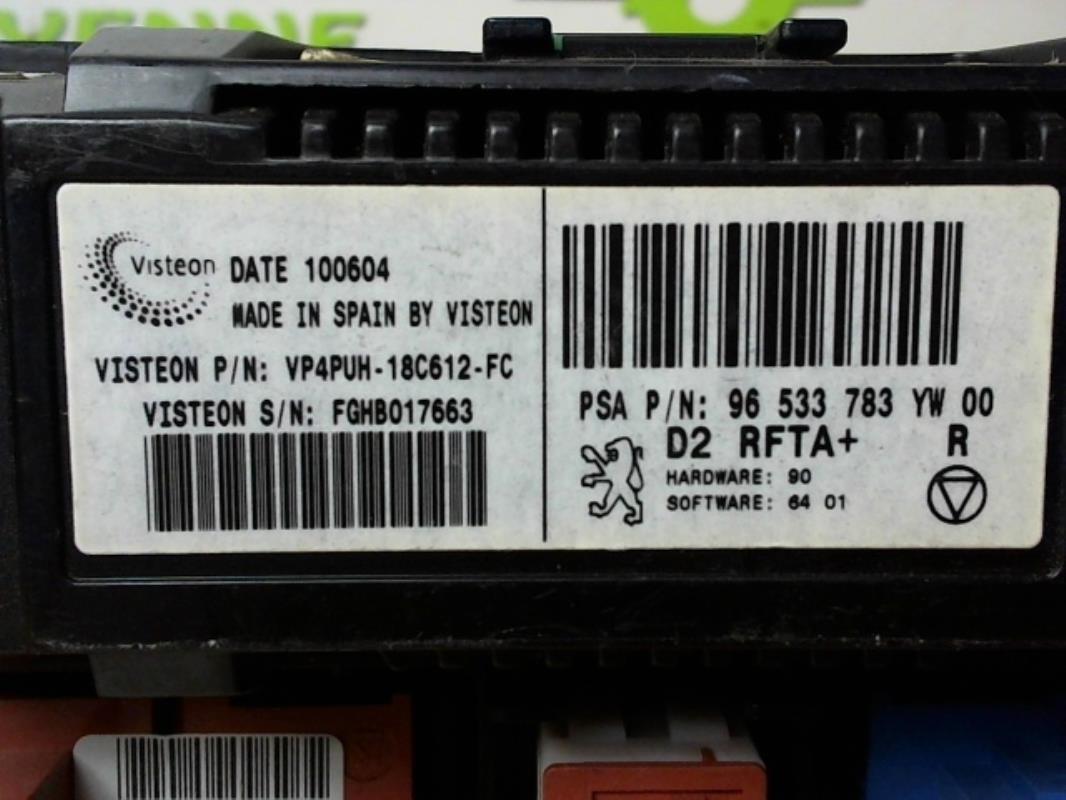 Visteon DATE 100604
MADE IN SPAIN BY VISTEON
VISTEON P/N: VP4PUH-18C612-FC
VISTEON S/N: FGHB017663
PSA P/N: 96 533 783 YW 00
D2 RFTA+ R
HARDWARE: 90
SOFTWARE: 64 01